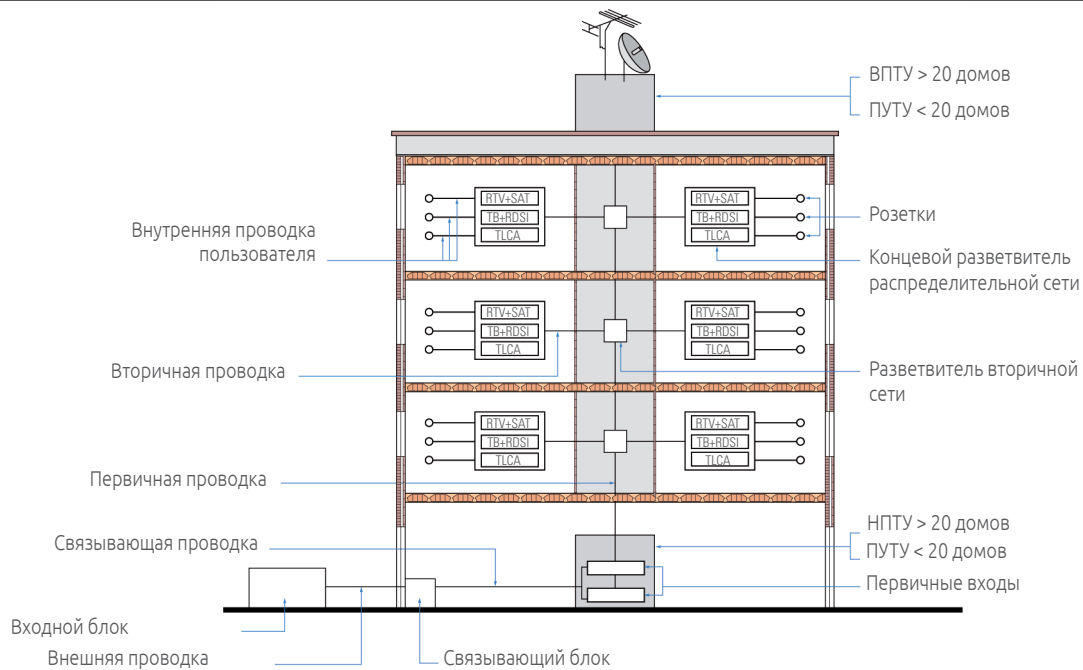 ВПТУ > 20 домов
ПУТУ < 20 домов
RTV+SAT
TB+RDSI
TLCA
RTV+SAT
TB+RDSI
TLCA
Розетки
Внутренняя проводка
пользователя
Концевой разветвитель
распределительной сети
RTV+SAT
TB+RDSI
TLCA
RTV+SAT
TB+RDSI
TLCA
Вторичная проводка
Разветвитель вторичной
сети
RTV+SAT
TB+RDSI
TLCA
RTV+SAT
TB+RDSI
TLCA
Первичная проводка
НПТУ > 20 домов
ПУТУ < 20 домов
Связывающая проводка
Первичные входы
Входной блок
Внешняя проводка
Связывающий блок